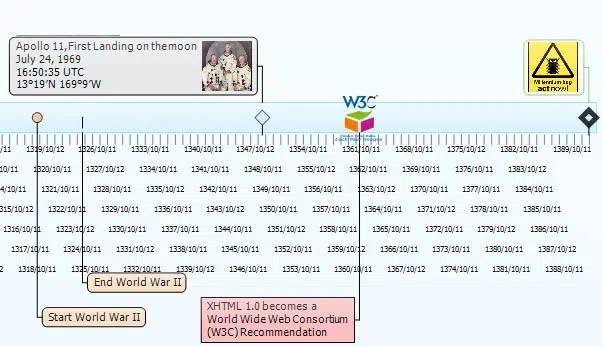 Apollo 11,First Landing on themoon
July 24, 1969
16:50:35 UTC
13°19′N 169°9′W
Millennium bug
act now!
W3C
0/11 1319/10/12 1326/10/11 1333/10/11 1340/10/11 1347/10/12 1354/10/11 1361/10/11 1368/10/11 1375/10/12 1382/10/11 1389/10/11
/10/11 1320/10/11 1327/10/12 1334/10/11 1341/10/11 1348/10/11 1355/10/12 1362/10/11 1369/10/11 1376/10/11 1383/10/12
4/10/11 1321/10/11 1328/10/11 1335/10/12 1342/10/11 1349/10/11 1356/10/11 1363/10/12 1370/10/11 1377/10/11 1384/10/11
315/10/12 1322/10/11 1329/10/11 1336/10/11 1343/10/12 1350/10/11 1357/10/11 1364/10/11 1371/10/12 1378/10/11 1385/10/11
1316/10/11 1323/10/12 1330/10/11 1337/10/11 1344/10/11 1351/10/12 1358/10/11 1365/10/11 1372/10/11 1379/10/12 1386/10/11
1317/10/11 1324/10/11 1331/10/12 1338/10/11 1345/10/11 1352/10/11 1359/10/12 1366/10/11 1373/10/11 1380/10/11 1387/10/12
2 1318/10/11 1325/10/11 1332/10/11 1339/10/12 1346/10/11 1353/10/11 1360/10/11 1367/10/12 1374/10/11 1381/10/11 1388/10/11
End World War II
Start World War II
XHTML 1.0 becomes a
World Wide Web Consortium
(W3C) Recommendation